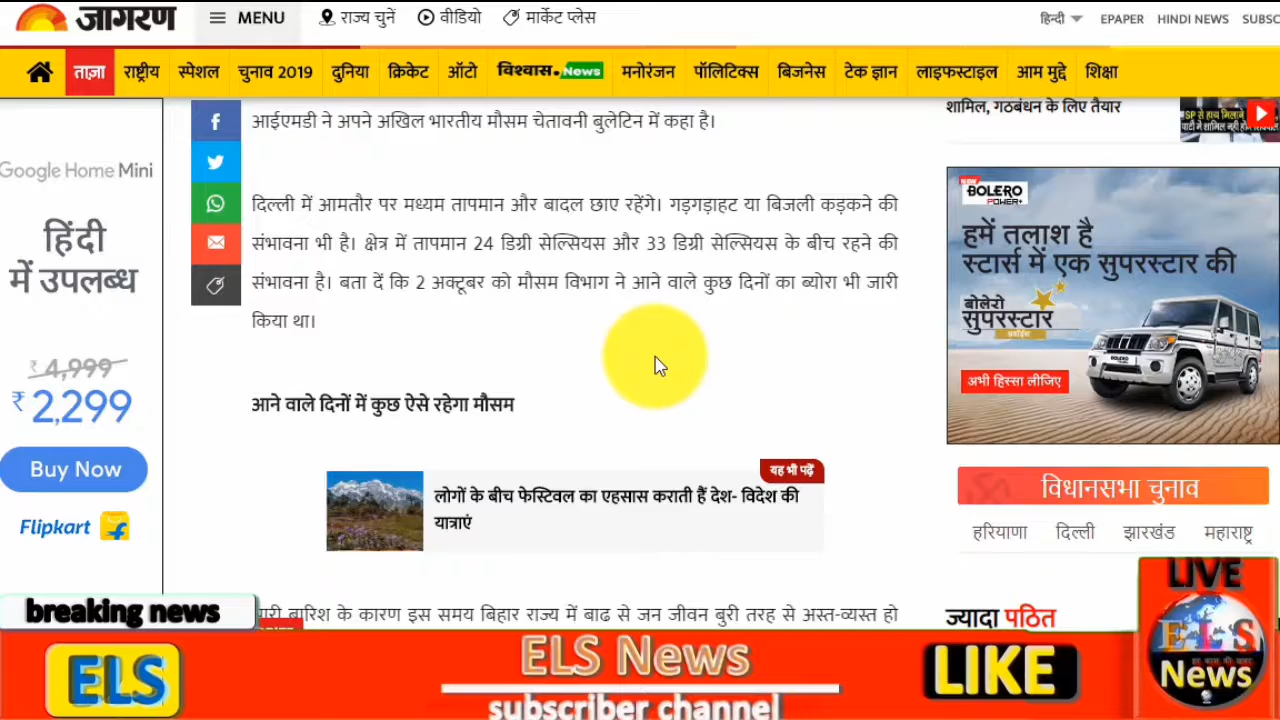 जागरण
MENU
राज्य चुनें
वीडियो
मार्केट प्लेस
हिन्दी
EPAPER
HINDI NEWS
SUBSC
ताज़ा
राष्ट्रीय
स्पेशल
चुनाव 2019
दुनिया
क्रिकेट
ऑटो
विश्वास.News
मनोरंजन
पॉलिटिक्स
बिजनेस
टेक ज्ञान
लाइफस्टाइल
आम मुद्दे
शिक्षा
Google Home Mini
हिंदी
में उपलब्ध
₹ 4,999
₹ 2,299
Buy Now
Flipkart
आईएमडी ने अपने अखिल भारतीय मौसम चेतावनी बुलेटिन में कहा है।
दिल्ली में आमतौर पर मध्यम तापमान और बादल छाए रहेंगे। गड़गड़ाहट या बिजली कड़कने की
संभावना भी है। क्षेत्र में तापमान 24 डिग्री सेल्सियस और 33 डिग्री सेल्सियस के बीच रहने की
संभावना है। बता दें कि 2 अक्टूबर को मौसम विभाग ने आने वाले कुछ दिनों का ब्योरा भी जारी
किया था।
आने वाले दिनों में कुछ ऐसे रहेगा मौसम
यह भी पढ़ें
लोगों के बीच फेस्टिवल का एहसास कराती हैं देश- विदेश की
यात्राएं
बारिश के कारण इस समय बिहार राज्य में बाढ से जन जीवन बुरी तरह से अस्त-व्यस्त हो
शामिल, गठबंधन के लिए तैयार
NEW
BOLERO
POWER+
हमें तलाश है
स्टार्स में एक सुपरस्टार की
बोलेरो
सुपरस्टार
अभी हिस्सा लीजिए
विधानसभा चुनाव
हरियाणा
दिल्ली
झारखंड
महाराष्ट्र
ज्यादा पठित
breaking news
ELS
ELS News
subscriber channel
LIKE
LIVE
ELS
News